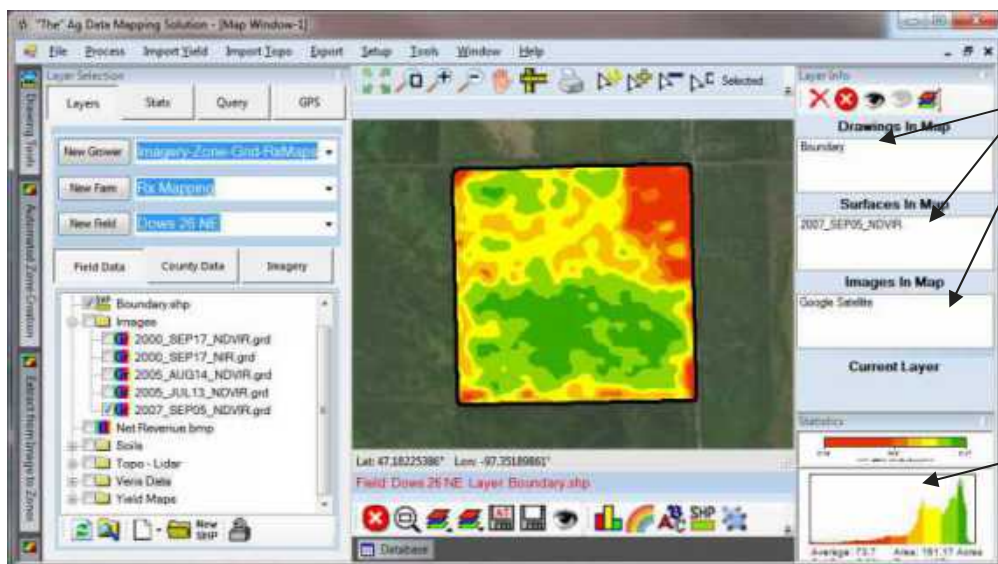 "The" Ag Data Mapping Solution - [Map Window-1]
File Process Import Yield Import Topo Export Setup Tools Window Help
Layer Selection
Layers Stats Query GPS
New Grower Imagery-Zone-Grid-RxMaps
New Farm Rx Mapping
New Field Dows 26 NE
Field Data County Data Imagery
Boundary.shp
Images
2000_SEP17_NDVIR.grd
2000_SEP17_NIR.grd
2005_AUG14_NDVIR.grd
2005_JUL13_NDVIR.grd
2007_SEP05_NDVIR.grd
Net Revenue.bmp
Soils
Topo - Lidar
Veris Data
Yield Maps
New SHP
Drawing Tools
Automated Zone Creation
Extract from Image to Zones
Selected
Lat: 47.18225386° Lon: -97.35189861°
Field: Dows 26 NE Layer: Boundary.shp
SHP
Database
Layer Info
Drawings In Map
Boundary
Surfaces In Map
2007_SEP05_NDVIR
Images In Map
Google Satellite
Current Layer
Statistics
Average: 73.7 Area: 151.17 Acres